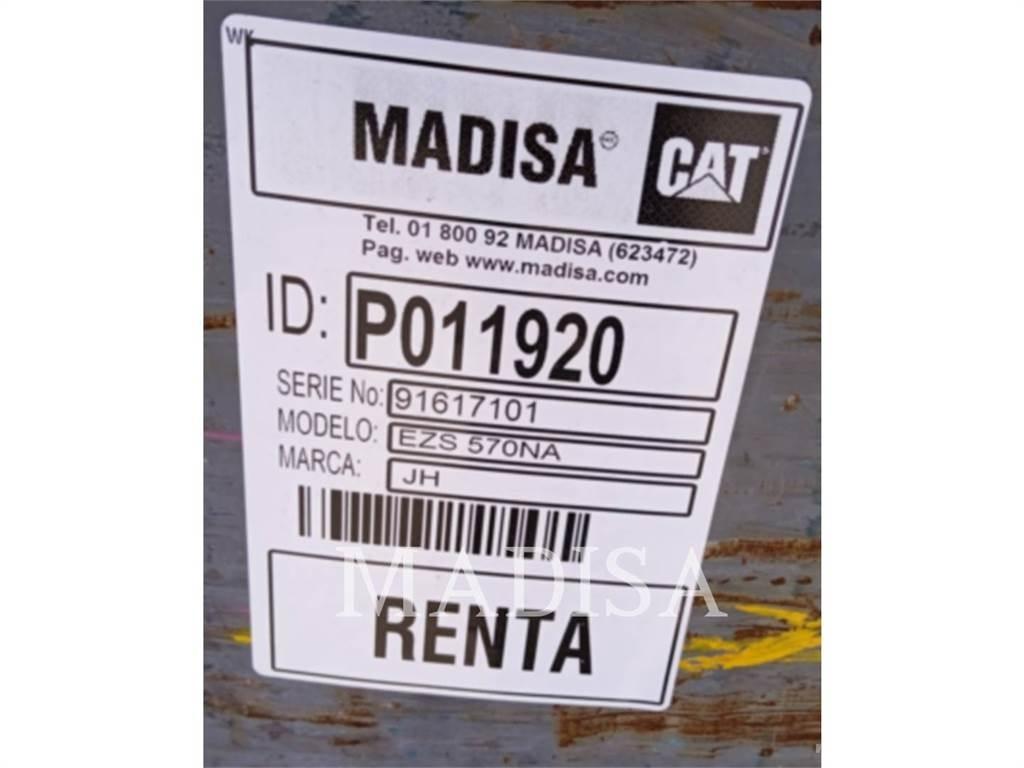 WK
MADISA CAT
Tel. 01 800 92 MADISA (623472)
Pag. web www.madisa.com
ID: P011920
SERIE No: 91617101
MODELO: EZS 570NA
MARCA: JH
MADISA
RENTA